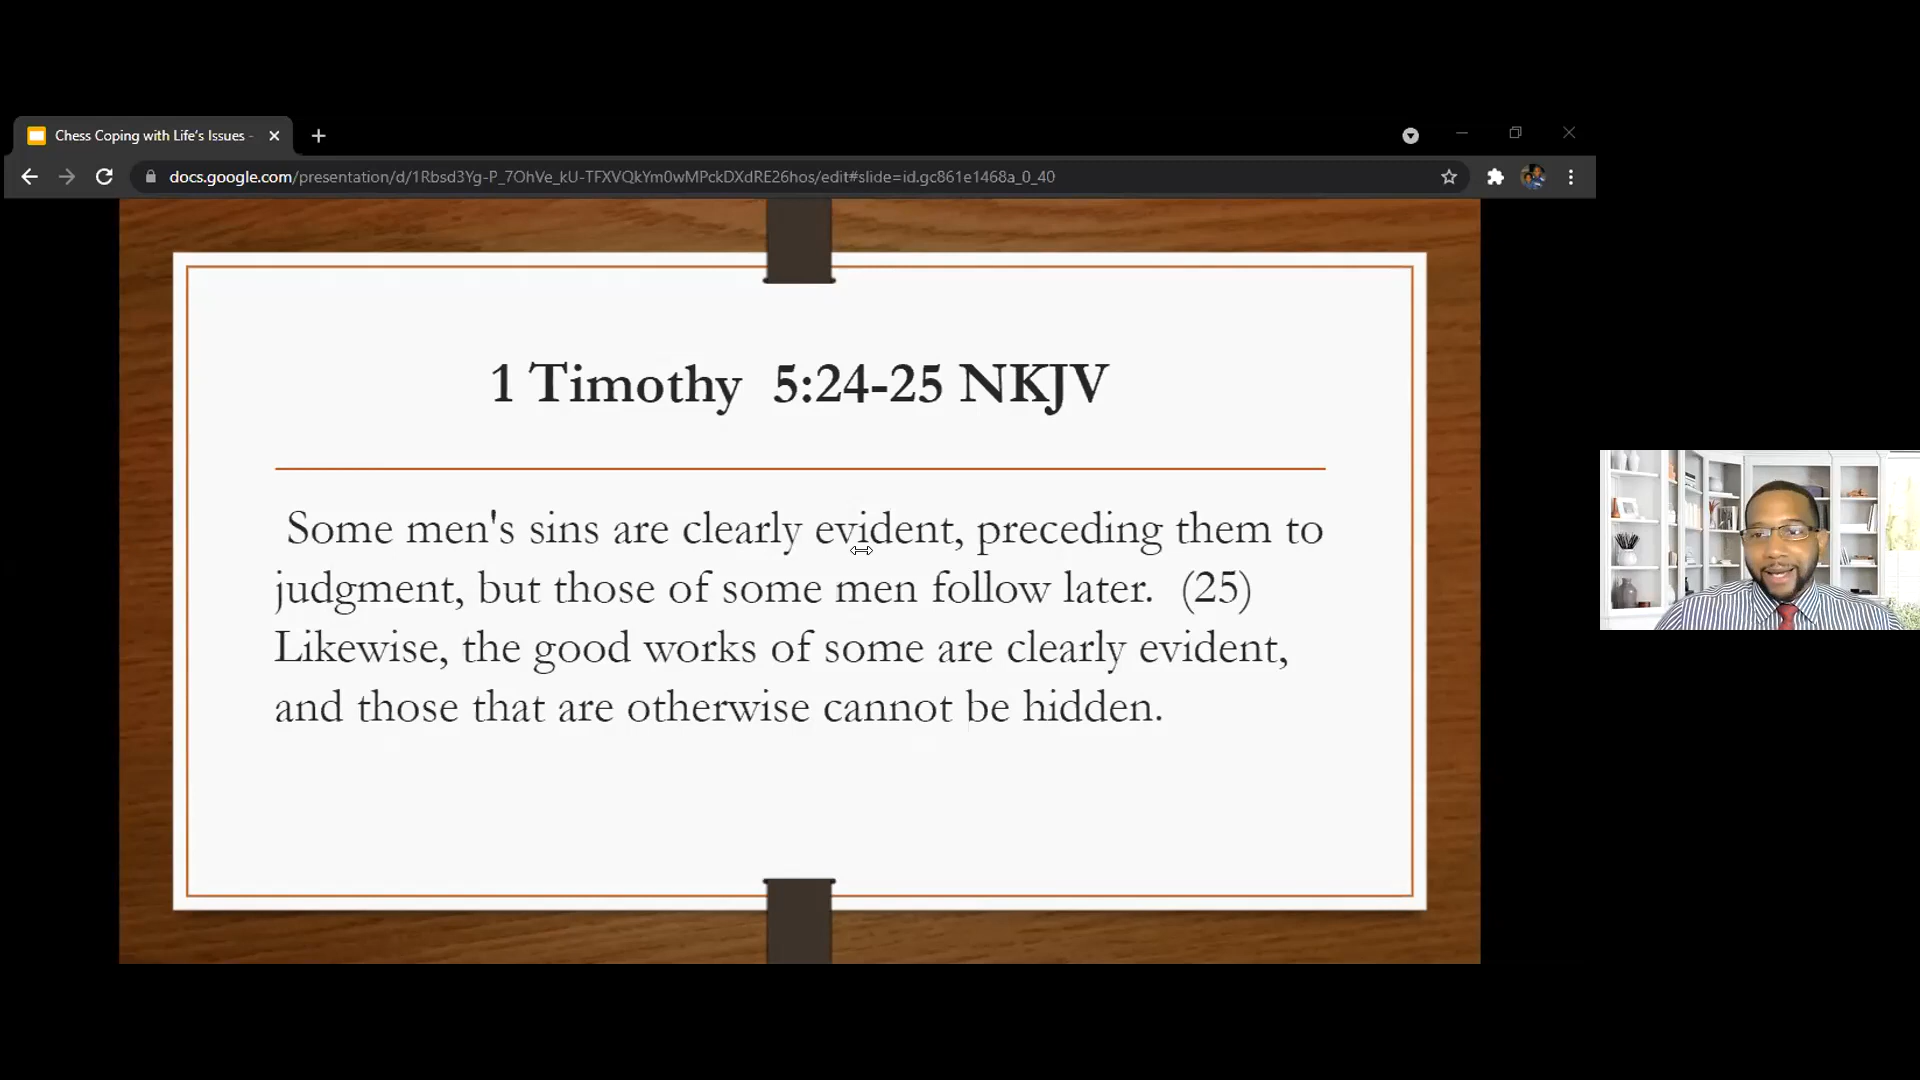 Chess Coping with Life's Issues -
docs.google.com/presentation/d/1Rbsd3Yg-P_7OhVe_kU-TFXVQkYm0wMPckDXdRE26hos/edit#slide=id.gc861e1468a_0_40
1 Timothy 5:24-25 NKJV
Some men's sins are clearly evident, preceding them to
judgment, but those of some men follow later. (25)
Likewise, the good works of some are clearly evident,
and those that are otherwise cannot be hidden.